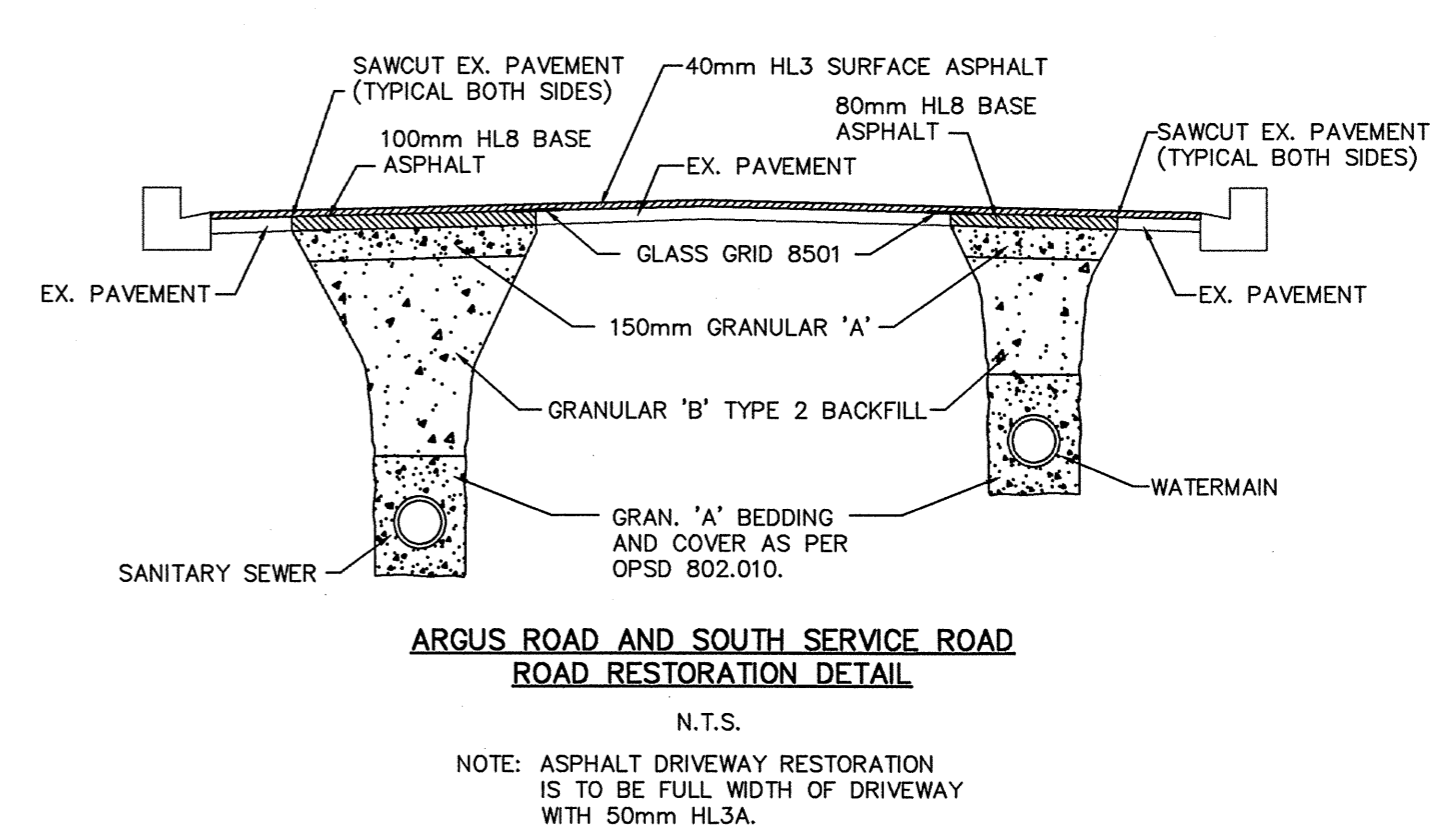 SAWCUT EX. PAVEMENT
(TYPICAL BOTH SIDES)
40mm HL3 SURFACE ASPHALT
80mm HL8 BASE
ASPHALT
SAWCUT EX. PAVEMENT
(TYPICAL BOTH SIDES)
100mm HL8 BASE
ASPHALT
EX. PAVEMENT
GLASS GRID 8501
EX. PAVEMENT
EX. PAVEMENT
150mm GRANULAR 'A'
GRANULAR 'B' TYPE 2 BACKFILL
WATERMAIN
GRAN. 'A' BEDDING
AND COVER AS PER
OPSD 802.010.
SANITARY SEWER
ARGUS ROAD AND SOUTH SERVICE ROAD
ROAD RESTORATION DETAIL
N.T.S.
NOTE: ASPHALT DRIVEWAY RESTORATION
IS TO BE FULL WIDTH OF DRIVEWAY
WITH 50mm HL3A.